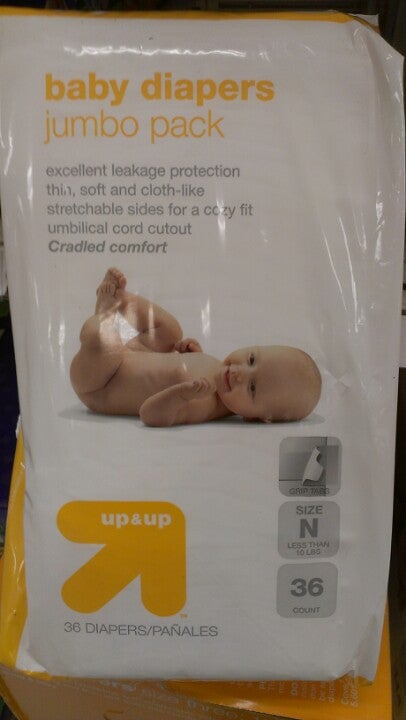 baby diapers
jumbo pack
excellent leakage protection
thin, soft and cloth-like
stretchable sides for a cozy fit
umbilical cord cutout
Cradled comfort
GRIP TABS
SIZE
N
LESS THAN
10 LBS
up&up
36
COUNT
™
36 DIAPERS/PAÑALES